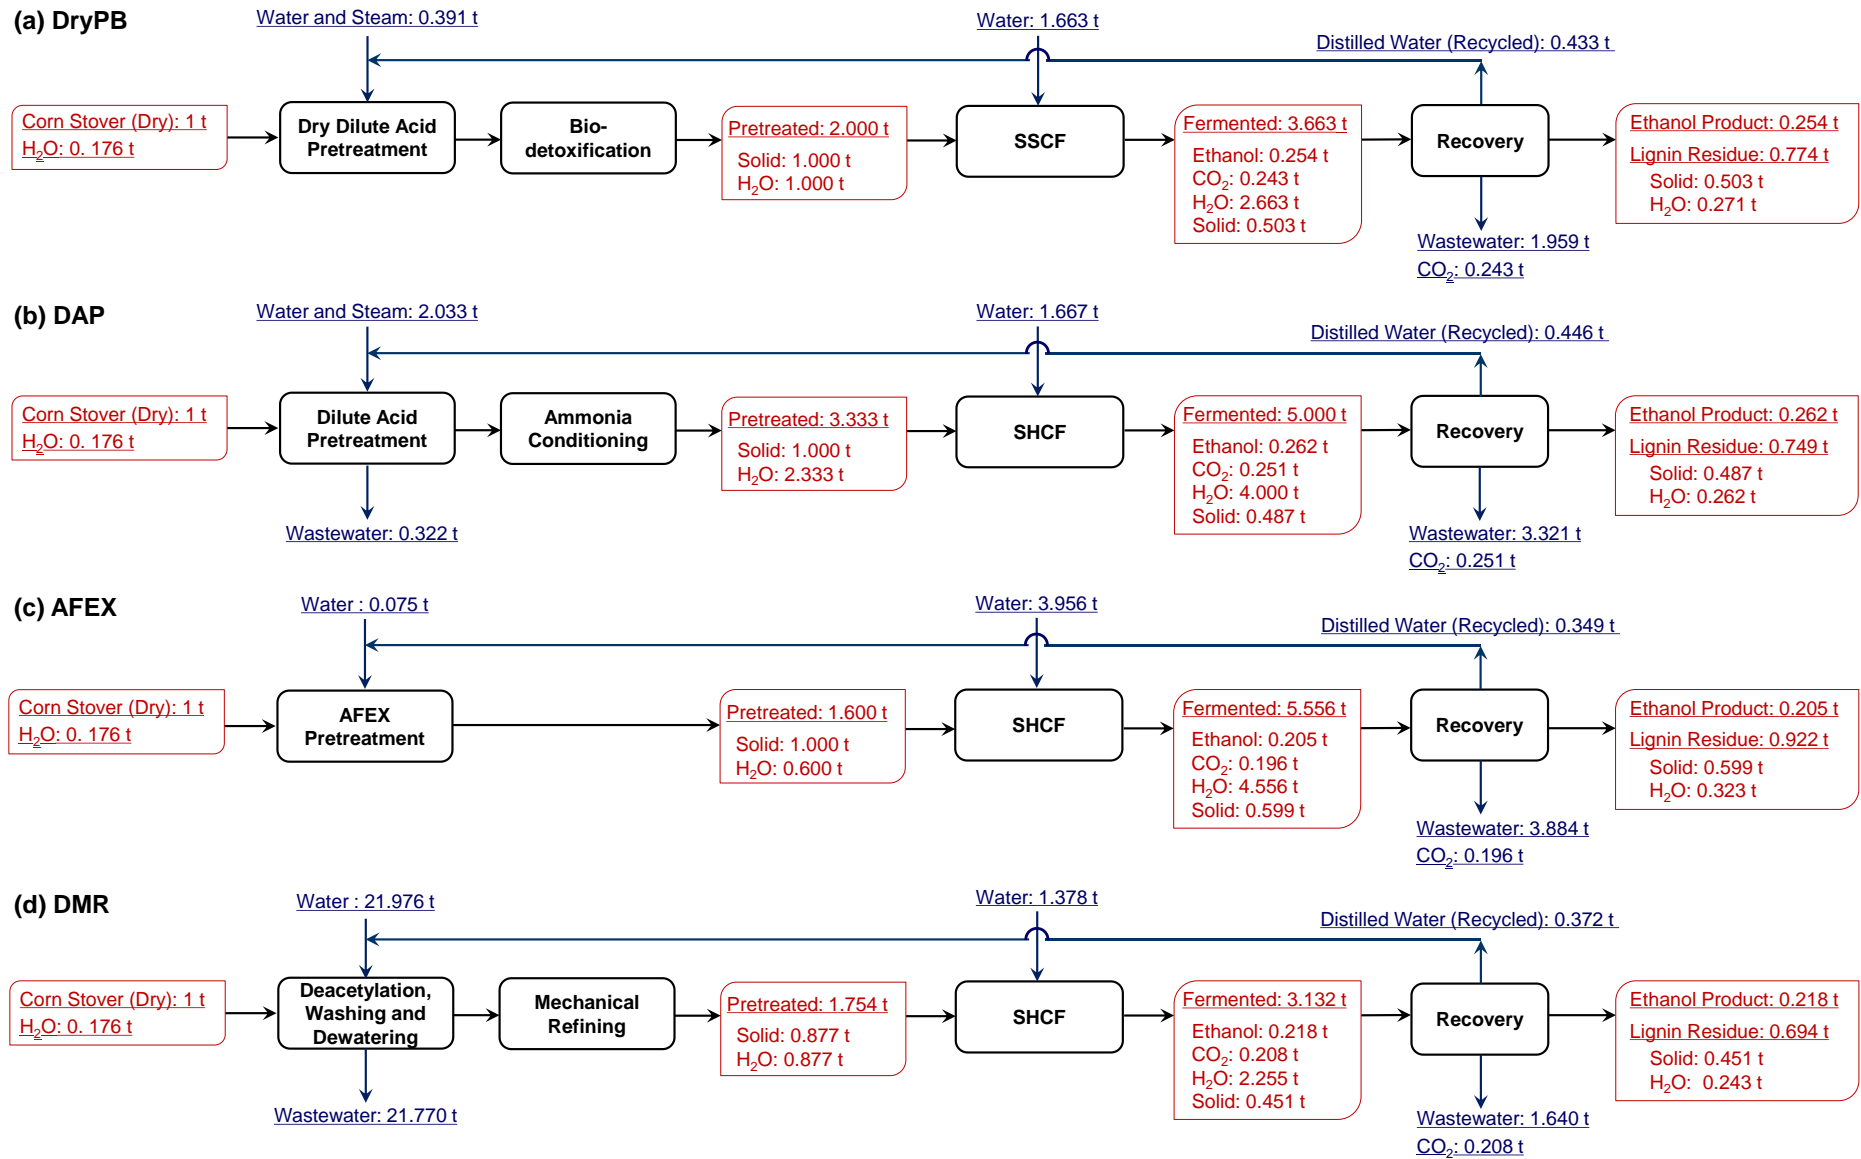 (a) DryPB
Water and Steam: 0.391 t
Water: 1.663 t
Distilled Water (Recycled): 0.433 t
Corn Stover (Dry): 1 t
H₂O: 0. 176 t
Dry Dilute Acid
Pretreatment
Bio-
detoxification
Pretreated: 2.000 t
Solid: 1.000 t
H₂O: 1.000 t
SSCF
Fermented: 3.663 t
Ethanol: 0.254 t
CO₂: 0.243 t
H₂O: 2.663 t
Solid: 0.503 t
Recovery
Ethanol Product: 0.254 t
Lignin Residue: 0.774 t
Solid: 0.503 t
H₂O: 0.271 t
Wastewater: 1.959 t
CO₂: 0.243 t
(b) DAP
Water and Steam: 2.033 t
Water: 1.667 t
Distilled Water (Recycled): 0.446 t
Corn Stover (Dry): 1 t
H₂O: 0. 176 t
Dilute Acid
Pretreatment
Ammonia
Conditioning
Pretreated: 3.333 t
Solid: 1.000 t
H₂O: 2.333 t
SHCF
Fermented: 5.000 t
Ethanol: 0.262 t
CO₂: 0.251 t
H₂O: 4.000 t
Solid: 0.487 t
Recovery
Ethanol Product: 0.262 t
Lignin Residue: 0.749 t
Solid: 0.487 t
H₂O: 0.262 t
Wastewater: 0.322 t
Wastewater: 3.321 t
CO₂: 0.251 t
(c) AFEX
Water : 0.075 t
Water: 3.956 t
Distilled Water (Recycled): 0.349 t
Corn Stover (Dry): 1 t
H₂O: 0. 176 t
AFEX
Pretreatment
Pretreated: 1.600 t
Solid: 1.000 t
H₂O: 0.600 t
SHCF
Fermented: 5.556 t
Ethanol: 0.205 t
CO₂: 0.196 t
H₂O: 4.556 t
Solid: 0.599 t
Recovery
Ethanol Product: 0.205 t
Lignin Residue: 0.922 t
Solid: 0.599 t
H₂O: 0.323 t
Wastewater: 3.884 t
CO₂: 0.196 t
(d) DMR
Water : 21.976 t
Water: 1.378 t
Distilled Water (Recycled): 0.372 t
Corn Stover (Dry): 1 t
H₂O: 0. 176 t
Deacetylation,
Washing and
Dewatering
Mechanical
Refining
Pretreated: 1.754 t
Solid: 0.877 t
H₂O: 0.877 t
SHCF
Fermented: 3.132 t
Ethanol: 0.218 t
CO₂: 0.208 t
H₂O: 2.255 t
Solid: 0.451 t
Recovery
Ethanol Product: 0.218 t
Lignin Residue: 0.694 t
Solid: 0.451 t
H₂O: 0.243 t
Wastewater: 21.770 t
Wastewater: 1.640 t
CO₂: 0.208 t